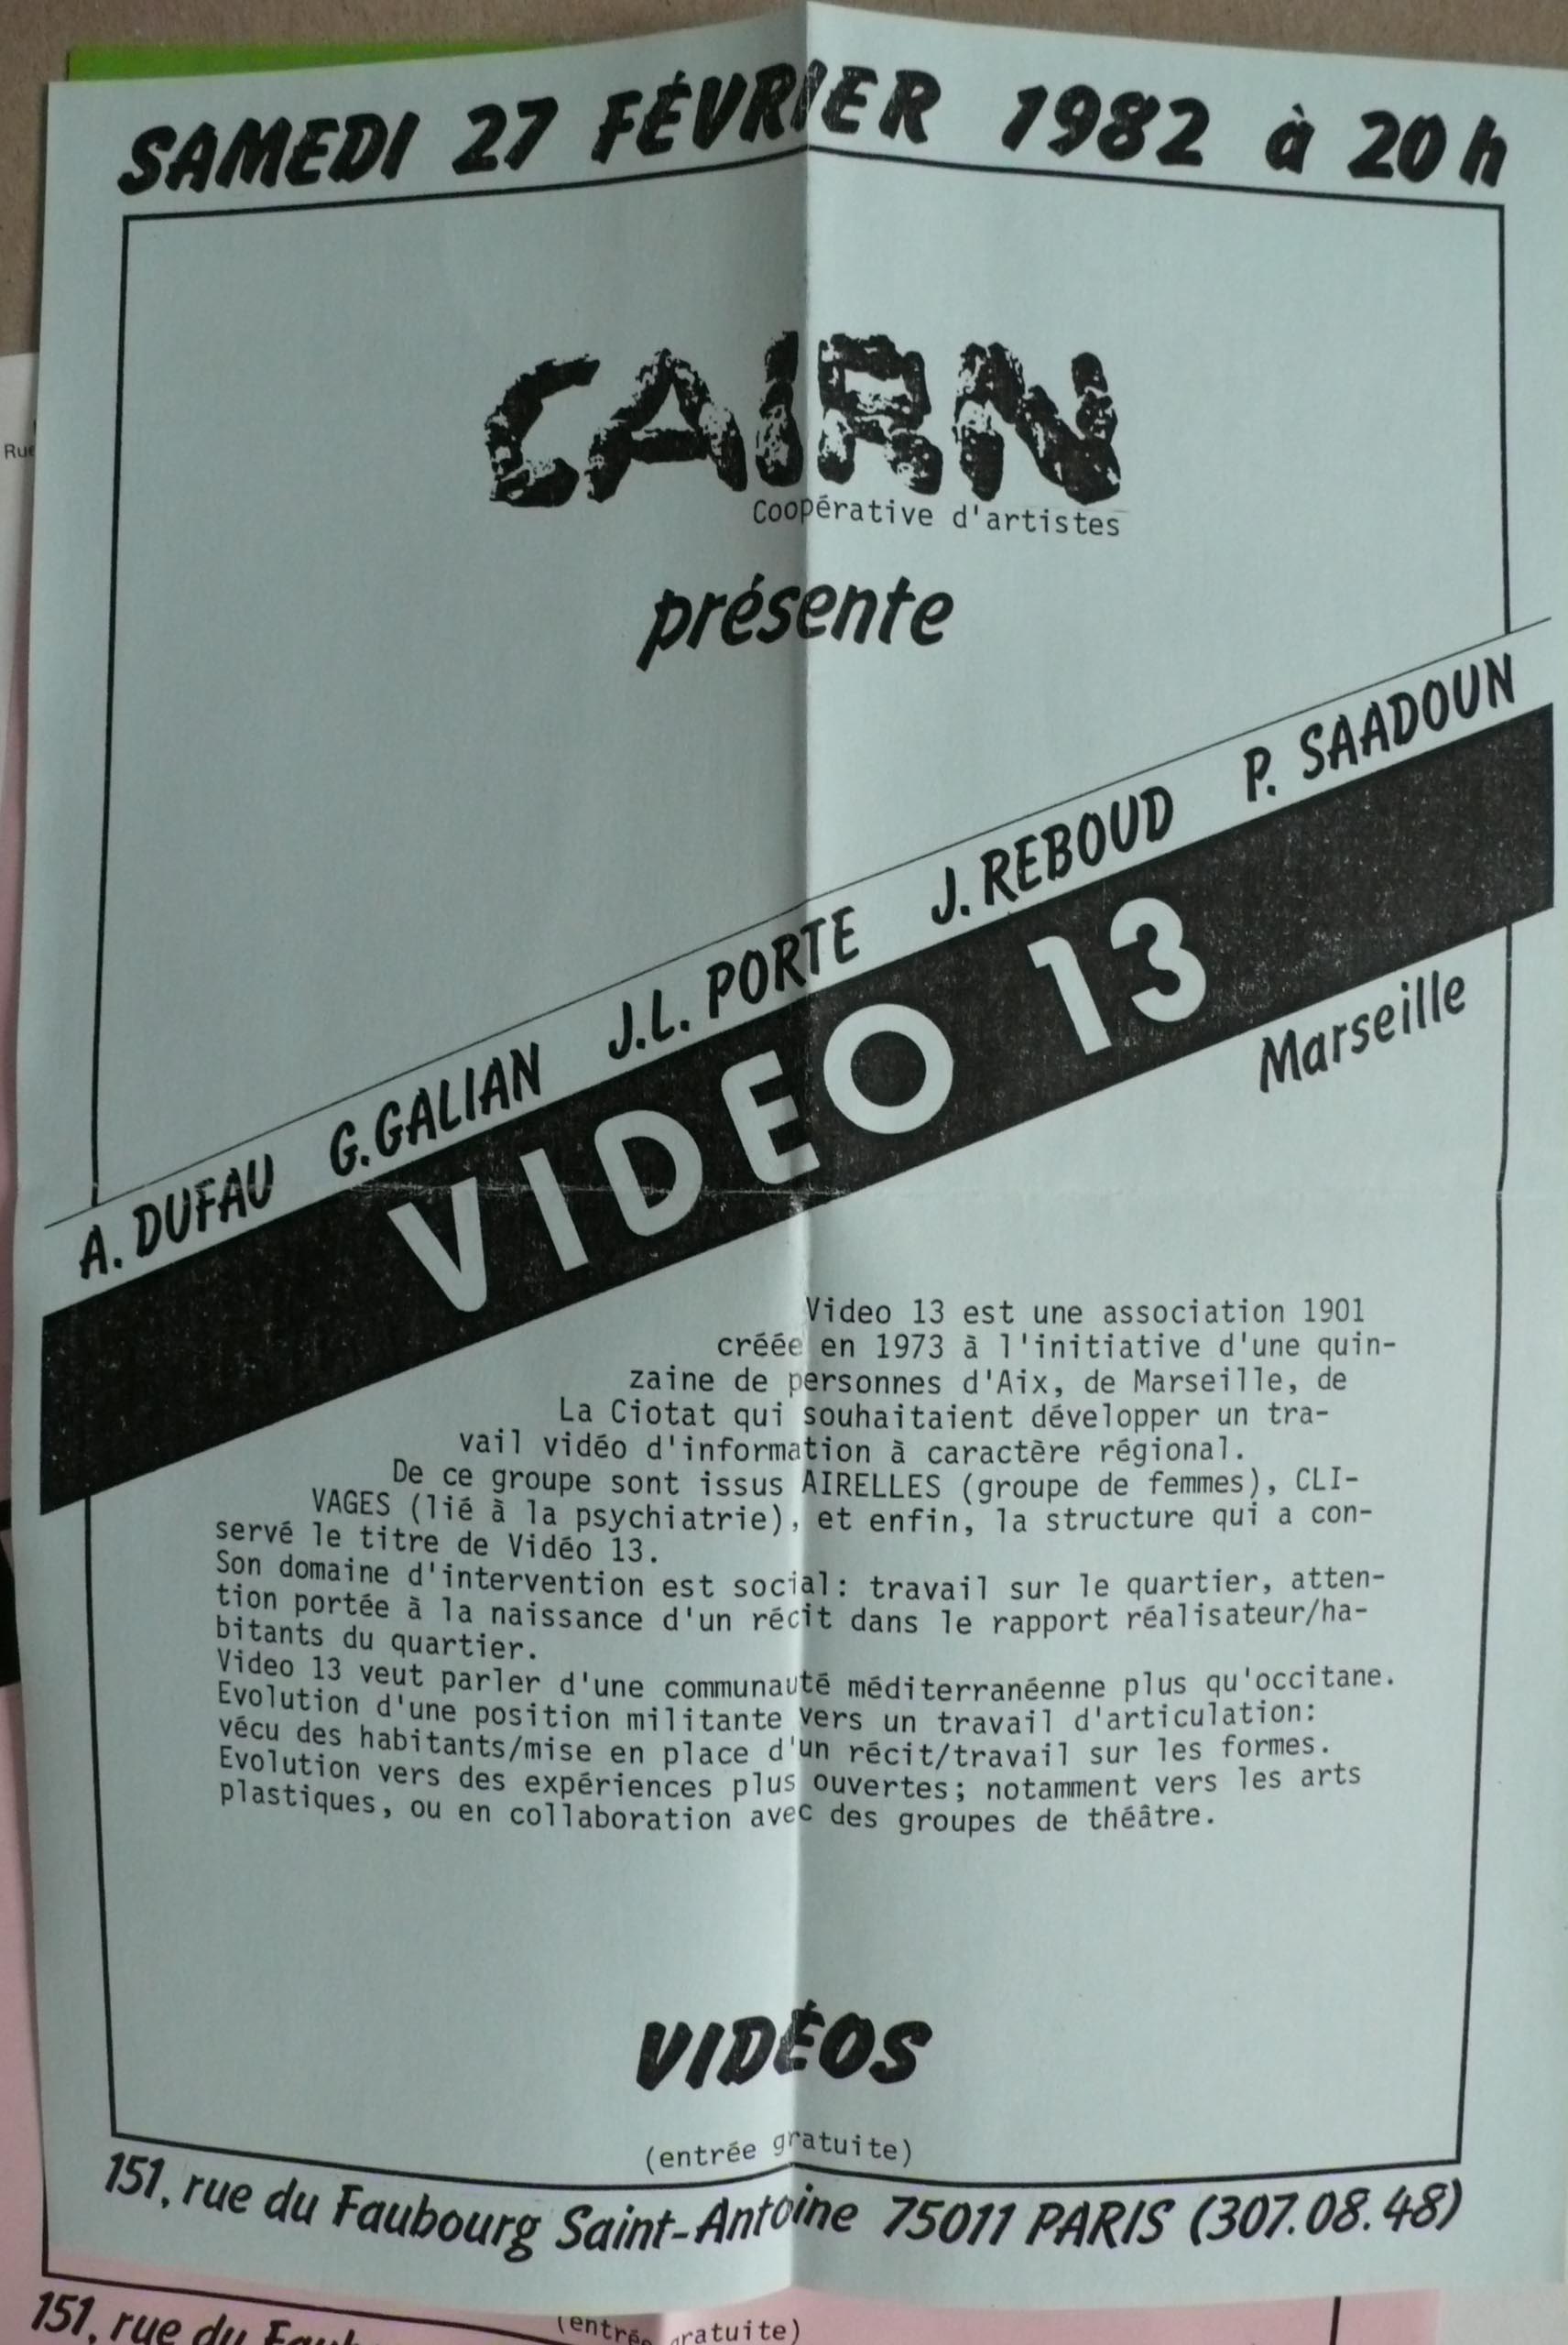 SAMEDI 27 FÉVRIER 1982 à 20 h
CAIRN
Coopérative d'artistes
présente
A. DUFAU G. GALIAN J.L. PORTE J. REBOUD P. SAADOUN
VIDEO 13
Marseille
Video 13 est une association 1901
créée en 1973 à l'initiative d'une quin-
zaine de personnes d'Aix, de Marseille, de
La Ciotat qui souhaitaient développer un tra-
vail vidéo d'information à caractère régional.
De ce groupe sont issus AIRELLES (groupe de femmes), CLI-
VAGES (lié à la psychiatrie), et enfin, la structure qui a con-
servé le titre de Vidéo 13.
Son domaine d'intervention est social: travail sur le quartier, atten-
tion portée à la naissance d'un récit dans le rapport réalisateur/ha-
bitants du quartier.
Video 13 veut parler d'une communauté méditerranéenne plus qu'occitane.
Evolution d'une position militante vers un travail d'articulation:
vécu des habitants/mise en place d'un récit/travail sur les formes.
Evolution vers des expériences plus ouvertes; notamment vers les arts
plastiques, ou en collaboration avec des groupes de théâtre.
VIDÉOS
(entrée gratuite)
151, rue du Faubourg Saint-Antoine 75011 PARIS (307.08.48)
Rue
(entrée gratuite)
151, rue du